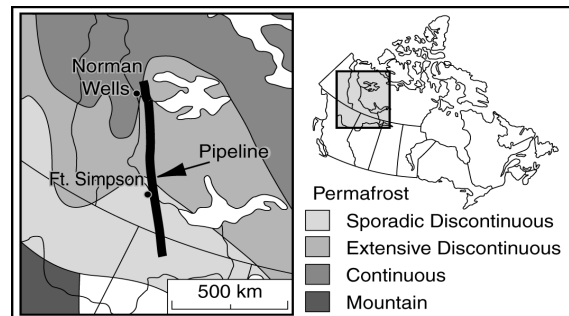 Norman
Wells
Pipeline
Ft. Simpson
500 km
Permafrost
Sporadic Discontinuous
Extensive Discontinuous
Continuous
Mountain